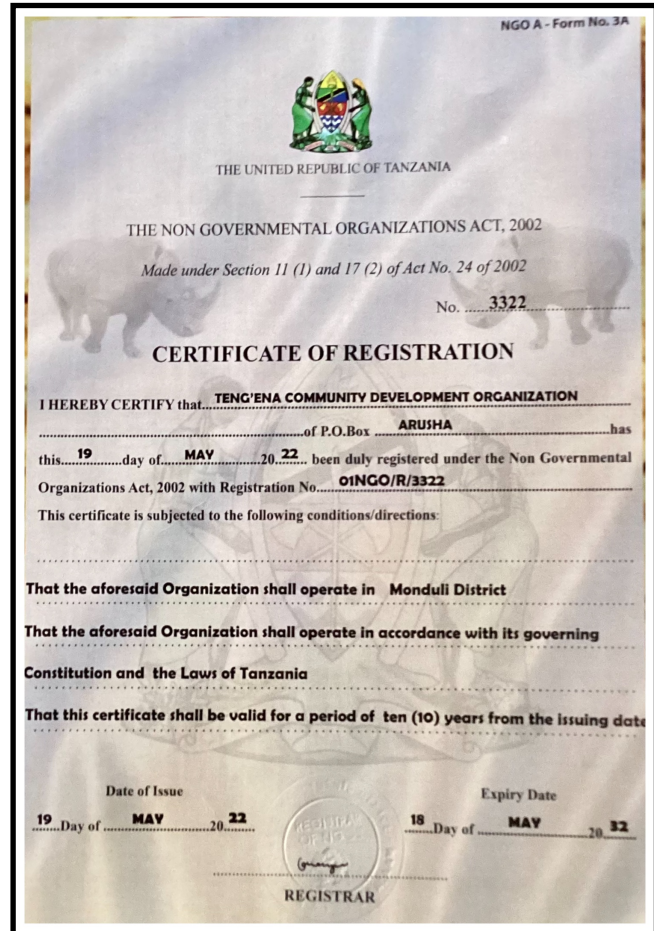 NGO A - Form No. 3A
THE UNITED REPUBLIC OF TANZANIA
THE NON GOVERNMENTAL ORGANIZATIONS ACT, 2002
Made under Section 11 (1) and 17 (2) of Act No. 24 of 2002
No. ......3322......
CERTIFICATE OF REGISTRATION
I HEREBY CERTIFY that...TENG'ENA COMMUNITY DEVELOPMENT ORGANIZATION
......of P.O.Box ......ARUSHA......has
this......19......day of......MAY......20.22.. been duly registered under the Non Governmental
Organizations Act, 2002 with Registration No....01NGO/R/3322......
This certificate is subjected to the following conditions/directions:
That the aforesaid Organization shall operate in Monduli District
That the aforesaid Organization shall operate in accordance with its governing
Constitution and the Laws of Tanzania
That this certificate shall be valid for a period of ten (10) years from the issuing date
Date of Issue
Expiry Date
19 Day of ......MAY......20 22
18 Day of ......MAY......20 32
REGISTRAR